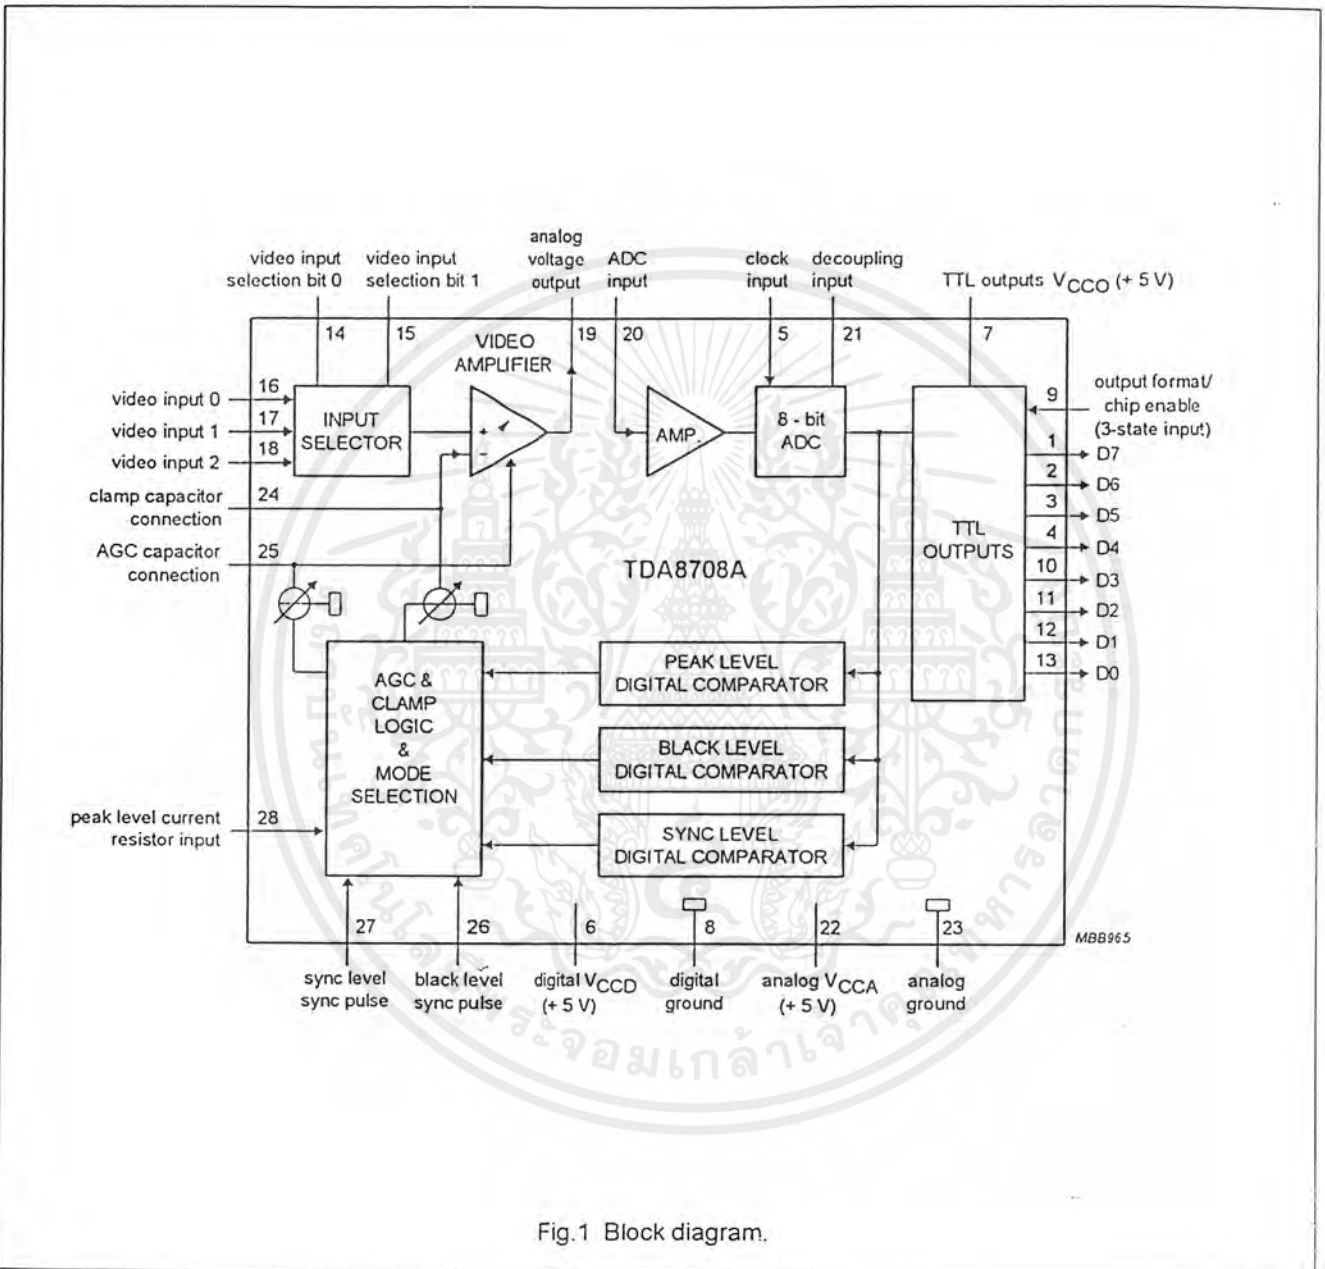 analog
video input
video input
voltage
ADC
clock
decoupling
selection bit 0
selection bit 1
output
input
input
input
TTL outputs VCCO (+ 5 V)
14
15
VIDEO
AMPLIFIER
19
20
5
21
7
16
video input 0
17
video input 1
18
video input 2
INPUT
SELECTOR
+
-
AMP.
8 - bit
ADC
9
output format/
chip enable
(3-state input)
1
D7
2
D6
3
D5
4
D4
10
D3
11
D2
12
D1
13
D0
TTL
OUTPUTS
24
clamp capacitor
connection
25
AGC capacitor
connection
TDA8708A
AGC &
CLAMP
LOGIC
&
MODE
SELECTION
PEAK LEVEL
DIGITAL COMPARATOR
BLACK LEVEL
DIGITAL COMPARATOR
SYNC LEVEL
DIGITAL COMPARATOR
28
peak level current
resistor input
27
26
6
8
22
23
MBB965
sync level
sync pulse
black level
sync pulse
digital VCCD
(+ 5 V)
digital
ground
analog VCCA
(+ 5 V)
analog
ground
Fig.1 Block diagram.